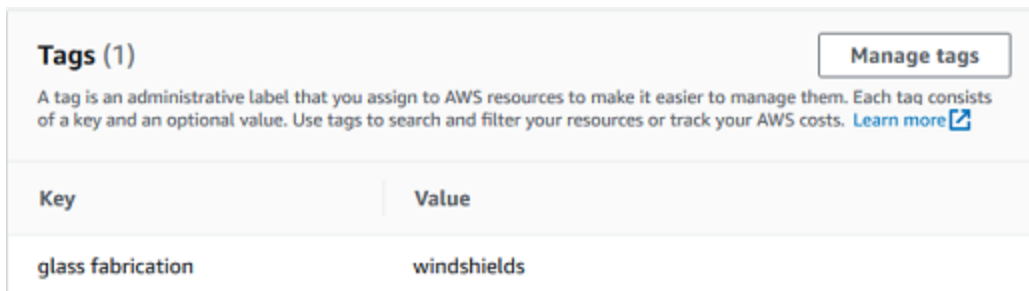 Tags (1)
Manage tags
A tag is an administrative label that you assign to AWS resources to make it easier to manage them. Each tag consists
of a key and an optional value. Use tags to search and filter your resources or track your AWS costs. Learn more
Key Value
glass fabrication windshields